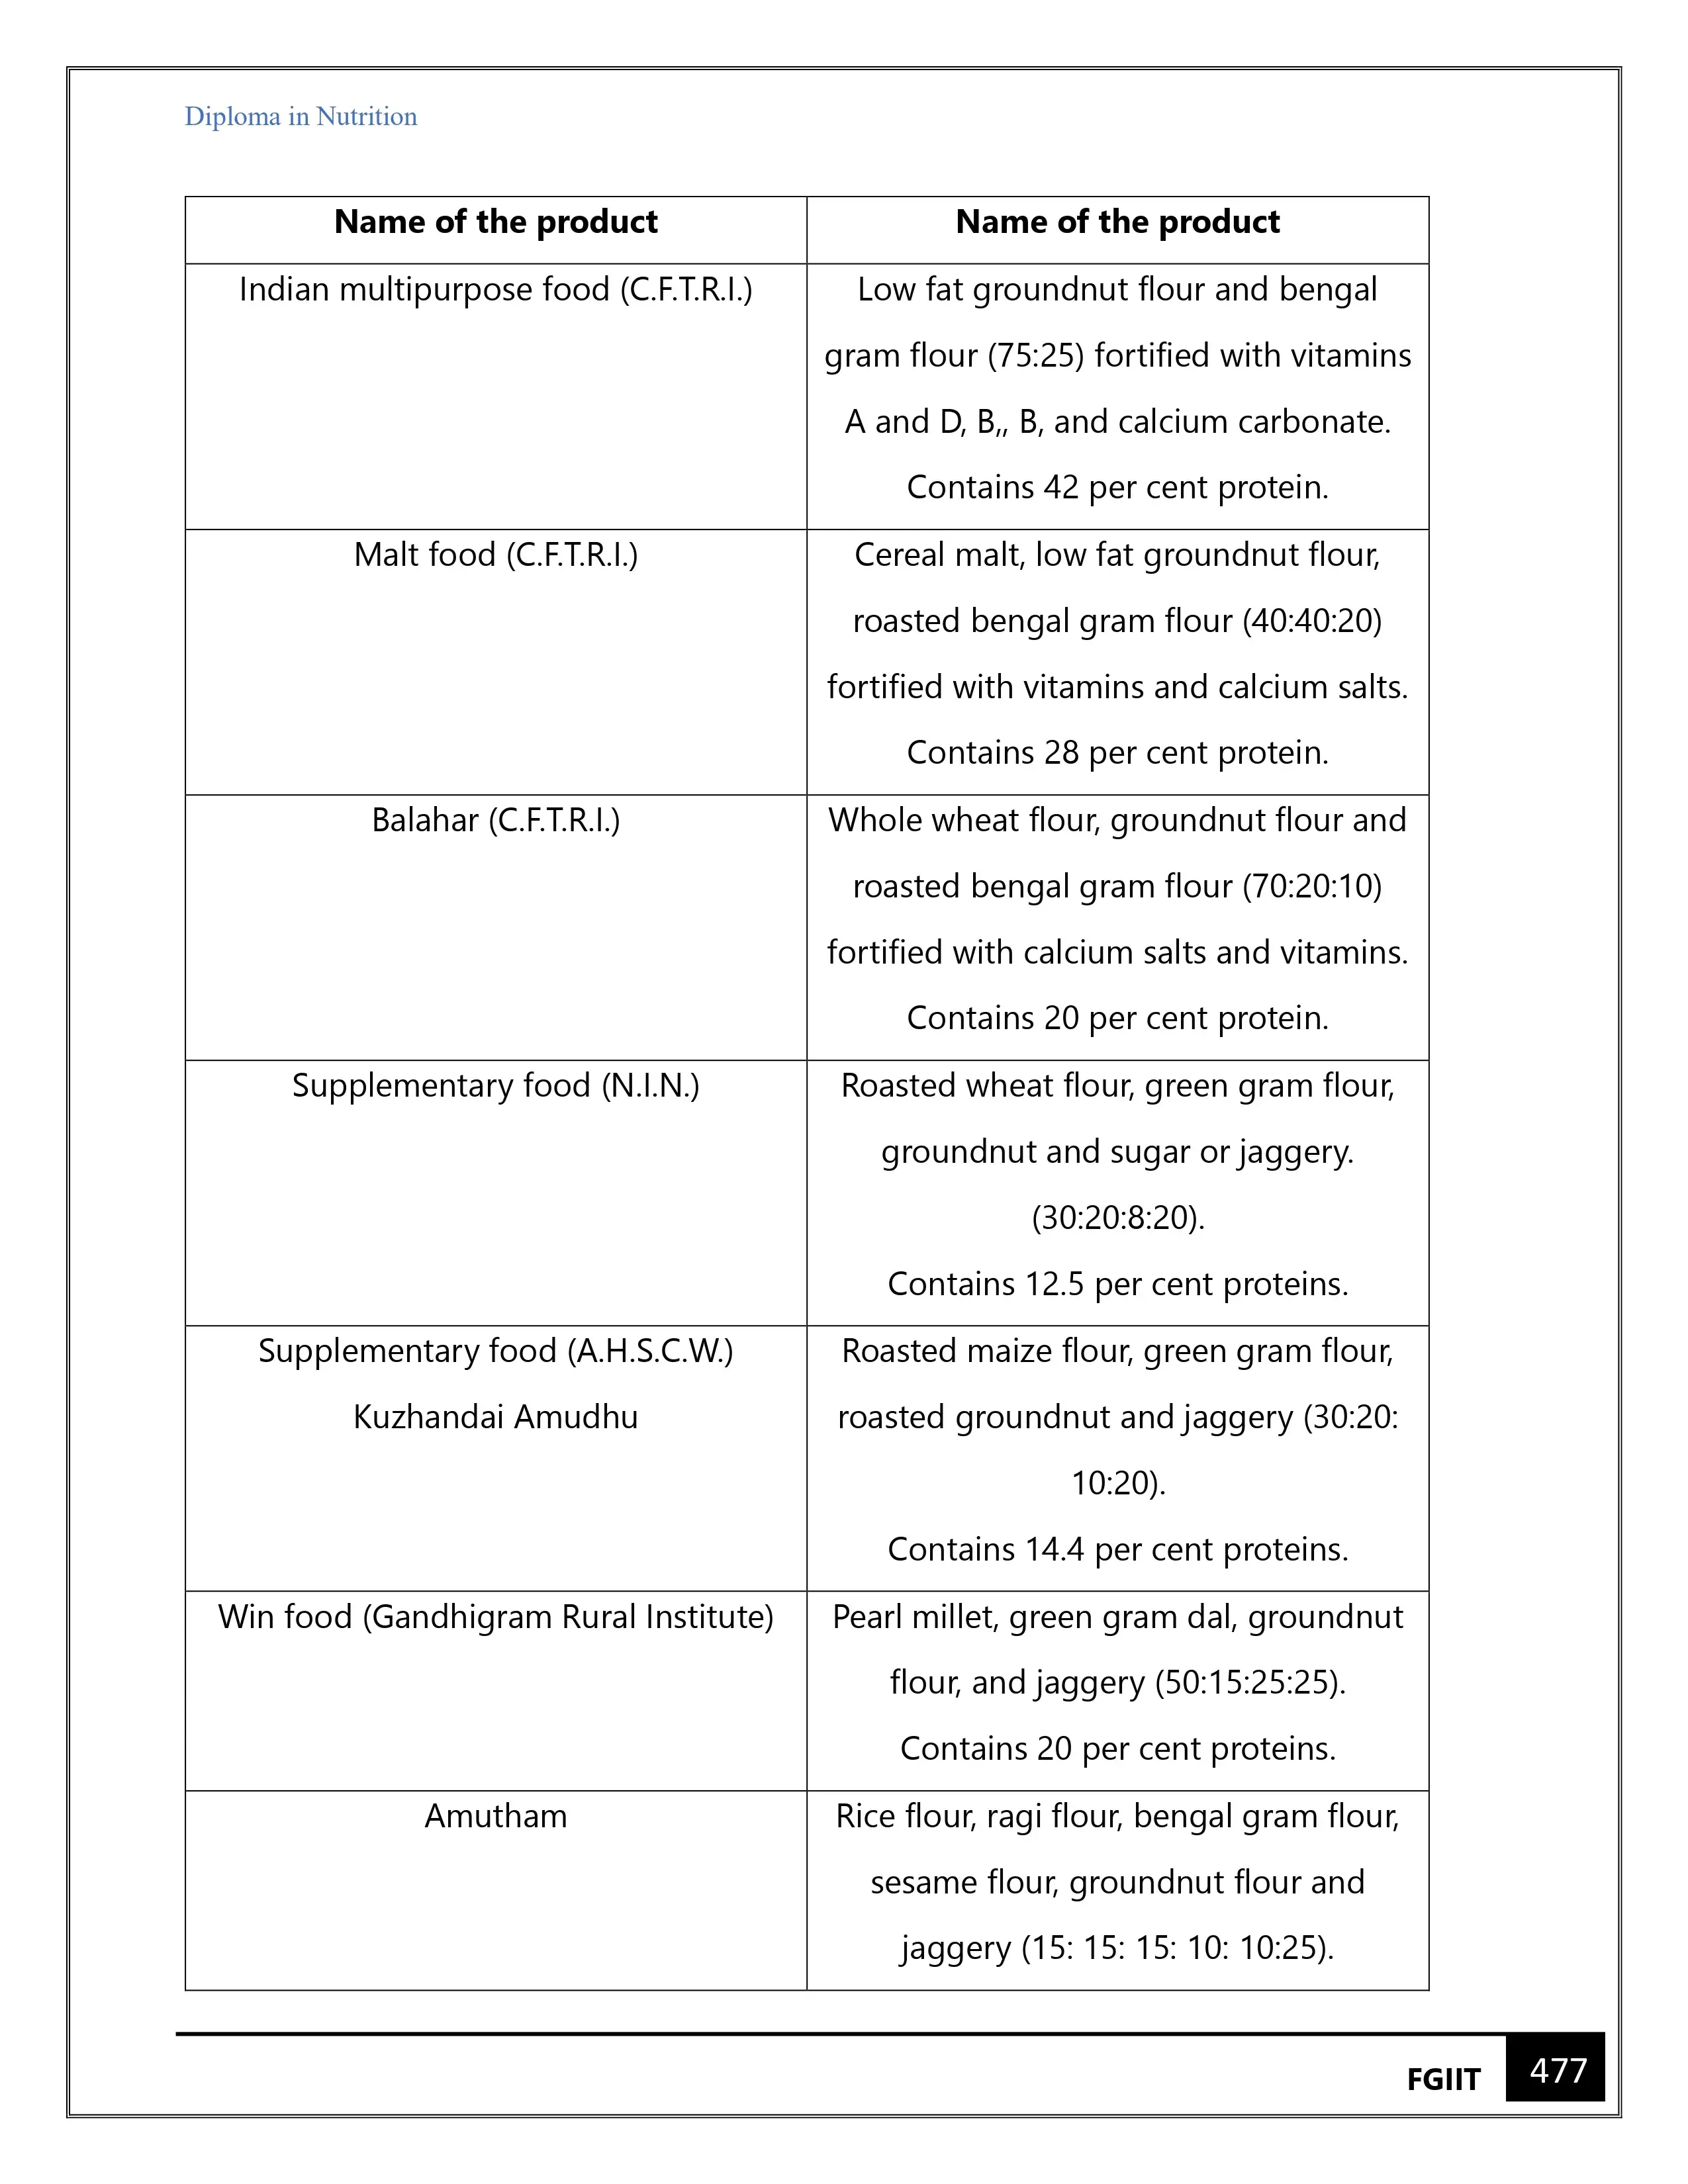 Diploma in Nutrition
Name of the product
Name of the product
Indian multipurpose food (C.F.T.R.I.)
Low fat groundnut flour and bengal
gram flour (75:25) fortified with vitamins
A and D, B,, B, and calcium carbonate.
Contains 42 per cent protein.
Malt food (C.F.T.R.I.)
Cereal malt, low fat groundnut flour,
roasted bengal gram flour (40:40:20)
fortified with vitamins and calcium salts.
Contains 28 per cent protein.
Balahar (C.F.T.R.I.)
Whole wheat flour, groundnut flour and
roasted bengal gram flour (70:20:10)
fortified with calcium salts and vitamins.
Contains 20 per cent protein.
Supplementary food (N.I.N.)
Roasted wheat flour, green gram flour,
groundnut and sugar or jaggery.
(30:20:8:20).
Contains 12.5 per cent proteins.
Supplementary food (A.H.S.C.W.)
Kuzhandai Amudhu
Roasted maize flour, green gram flour,
roasted groundnut and jaggery (30:20:
10:20).
Contains 14.4 per cent proteins.
Win food (Gandhigram Rural Institute)
Pearl millet, green gram dal, groundnut
flour, and jaggery (50:15:25:25).
Contains 20 per cent proteins.
Amutham
Rice flour, ragi flour, bengal gram flour,
sesame flour, groundnut flour and
jaggery (15: 15: 15: 10: 10:25).
FGIIT
477